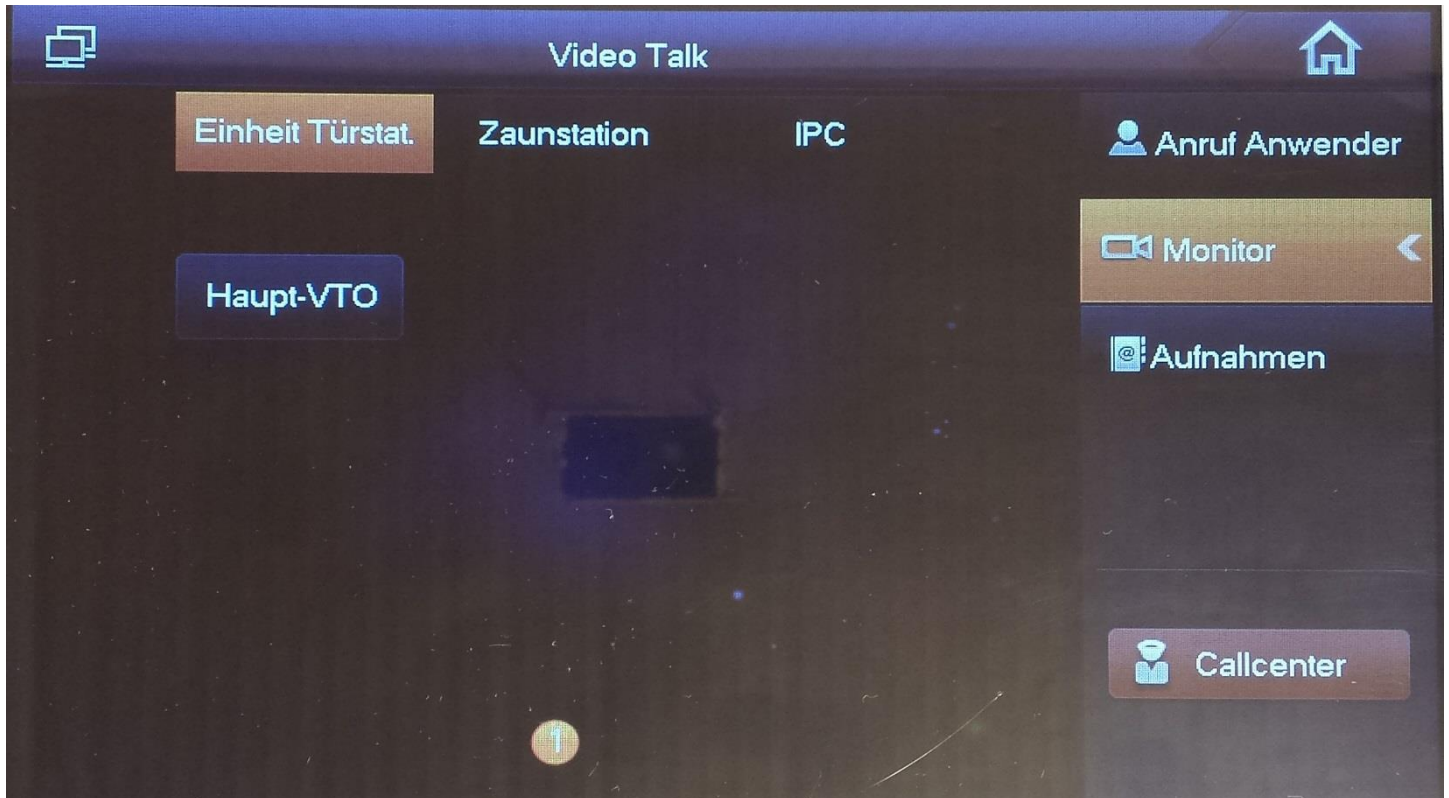 Video Talk
Einheit Türstat.
Zaunstation
IPC
Anruf Anwender
Monitor
Haupt-VTO
@ Aufnahmen
Callcenter
1